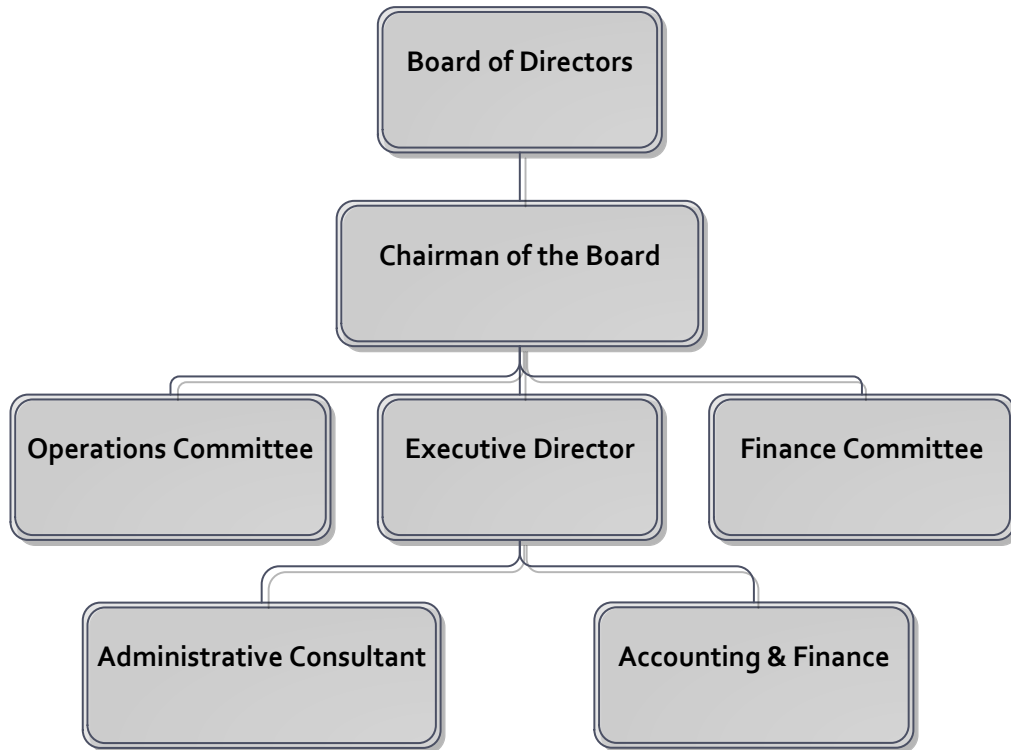 Board of Directors
Chairman of the Board
Operations Committee
Executive Director
Finance Committee
Administrative Consultant
Accounting & Finance